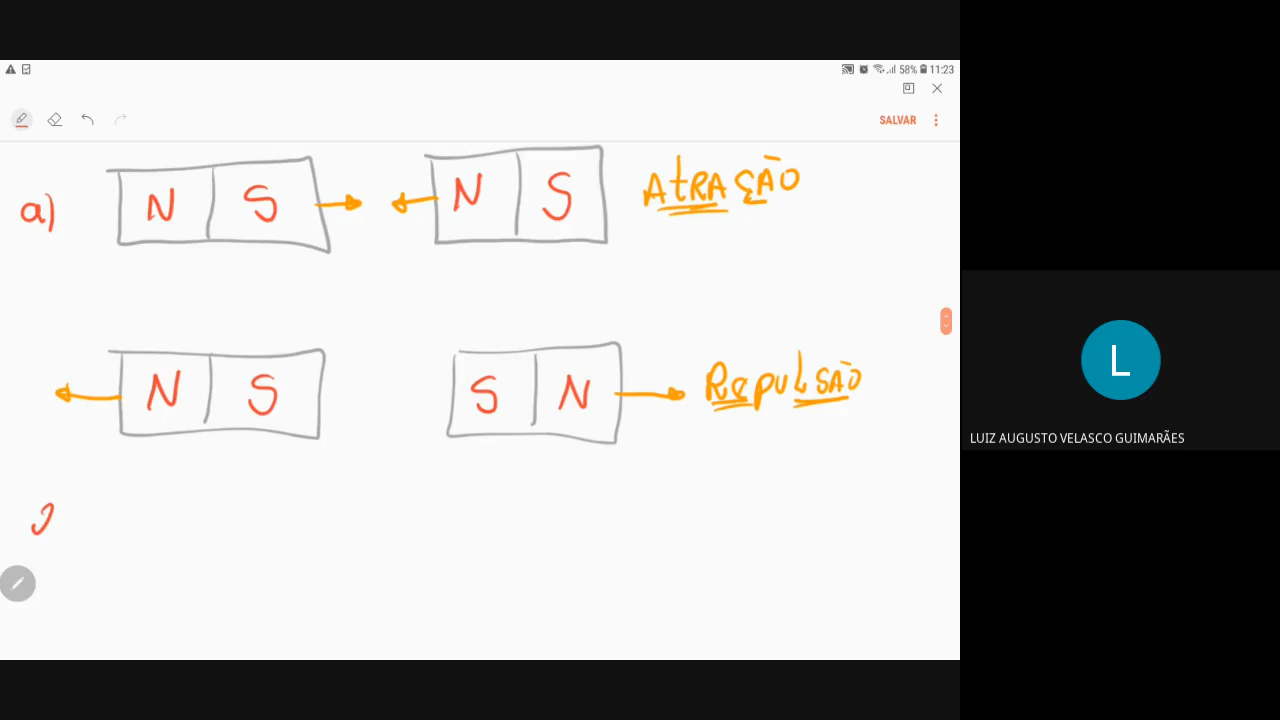 58% 11:23
SALVAR
a) N S N S AtRAÇÃO
N S S N RepulSÃO
L
LUIZ AUGUSTO VELASCO GUIMARÃES